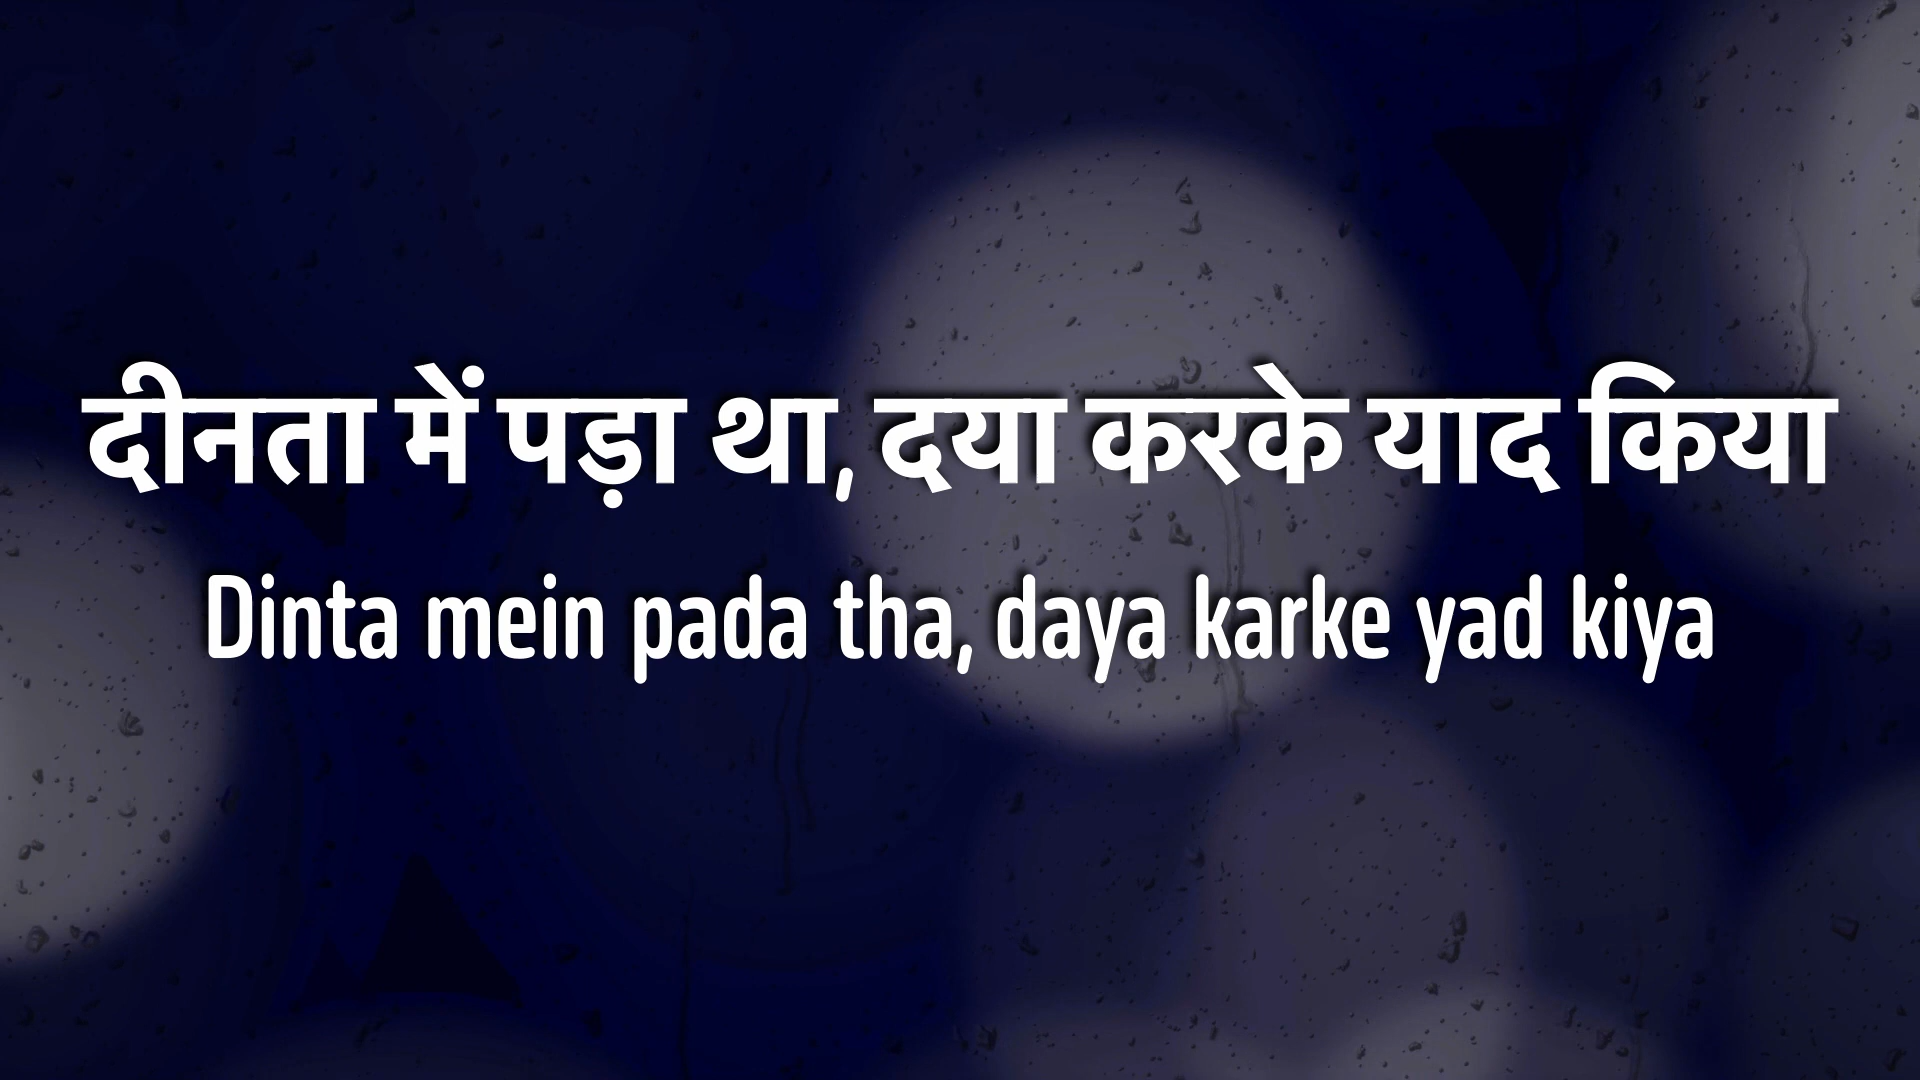 दीनता में पड़ा था, दया करके याद किया
Dinta mein pada tha, daya karke yad kiya